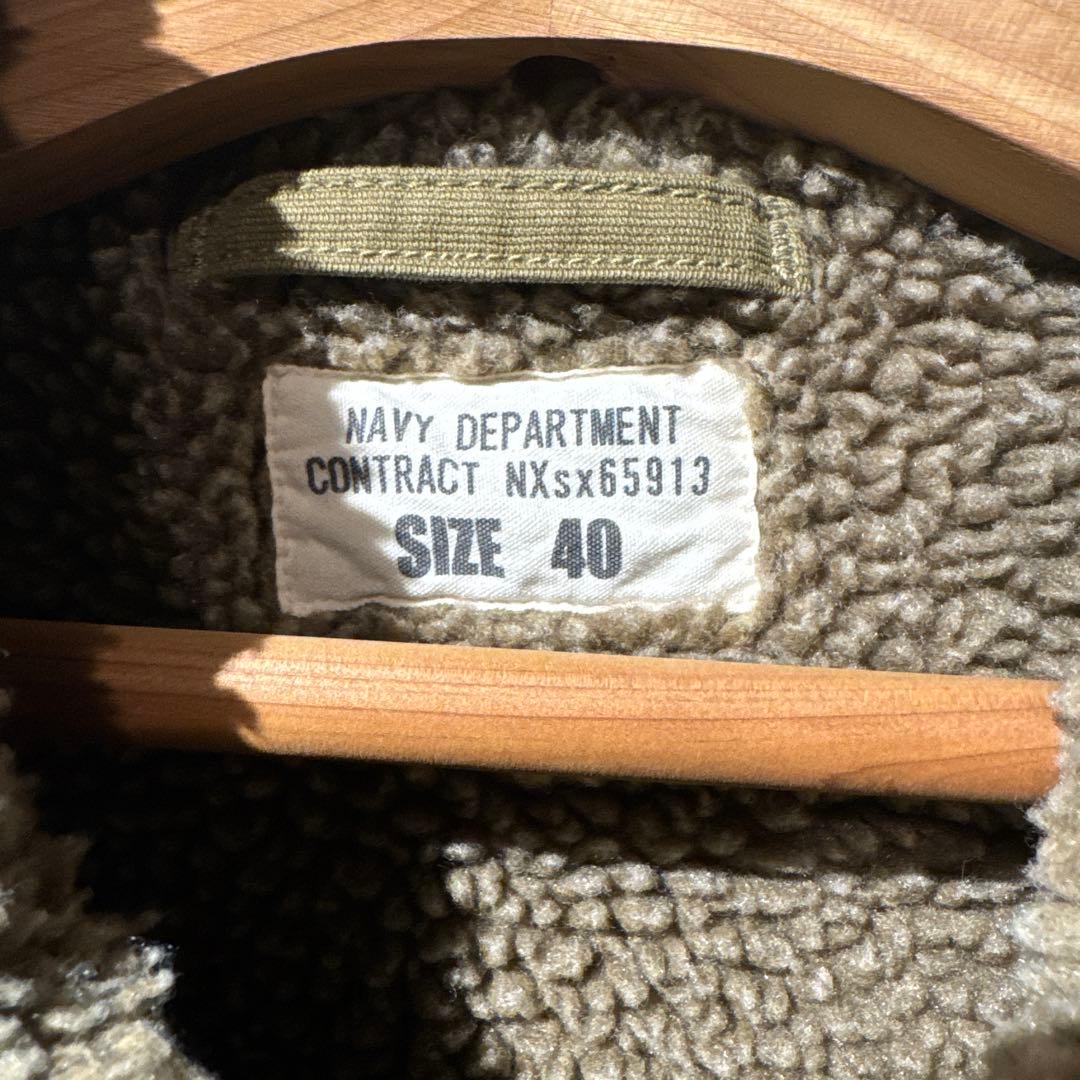 NAVY DEPARTMENT
CONTRACT NXsx65913
SIZE 40